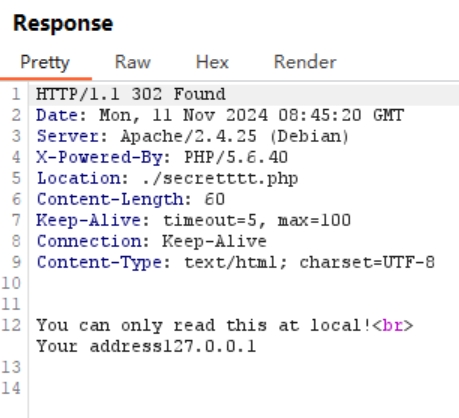 Response
Pretty Raw Hex Render
1 HTTP/1.1 302 Found
2 Date: Mon, 11 Nov 2024 08:45:20 GMT
3 Server: Apache/2.4.25 (Debian)
4 X-Powered-By: PHP/5.6.40
5 Location: ./secretttt.php
6 Content-Length: 60
7 Keep-Alive: timeout=5, max=100
8 Connection: Keep-Alive
9 Content-Type: text/html; charset=UTF-8
10
11
12 You can only read this at local!<br>
Your address127.0.0.1
13
14